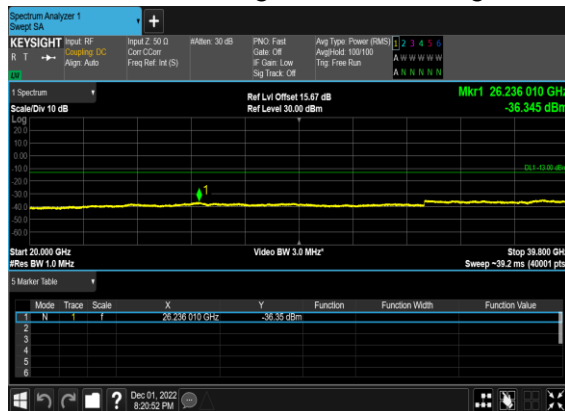 Spectrum Analyzer 1
Swept SA
KEYSIGHT Input: RF Input Z: 50 Ω #Atten: 30 dB PNO: Fast Avg Type: Power (RMS) 1 2 3 4 5 6
R T Coupling: DC Corr CCorr Gate: Off Avg|Hold: 100/100 A W W W W W
Align: Auto Freq Ref: Int (S) IF Gain: Low Trig: Free Run
LW Sig Track: Off A N N N N N
1 Spectrum Ref Lvl Offset 15.67 dB Mkr1 26.236 010 GHz
Scale/Div 10 dB Ref Level 30.00 dBm -36.345 dBm
Log
20.0
10.0
0.00
-10.0 DL1 -13.00 dBm
-20.0
-30.0 1
-40.0
-50.0
-60.0
Start 20.000 GHz Video BW 3.0 MHz* Stop 39.800 GHz
#Res BW 1.0 MHz Sweep ~39.2 ms (40001 pts
5 Marker Table
Mode Trace Scale X Y Function Function Width Function Value
1 N 1 f 26.236 010 GHz -36.35 dBm
2
3
4
5
6
? Dec 01, 2022
8:20:52 PM